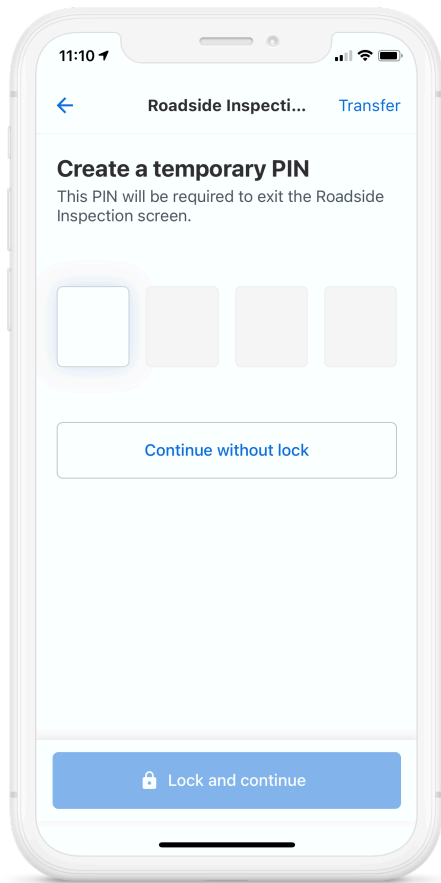 11:10
Roadside Inspecti... Transfer
Create a temporary PIN
This PIN will be required to exit the Roadside
Inspection screen.
Continue without lock
Lock and continue